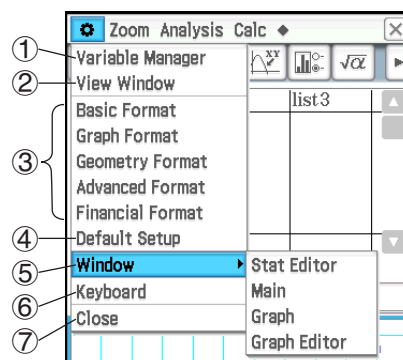 Zoom Analysis Calc ◆
① Variable Manager
XY
√α
② View Window
list3
③ Basic Format
Graph Format
Geometry Format
Advanced Format
Financial Format
④ Default Setup
⑤ Window
Stat Editor
⑥ Keyboard
Main
⑦ Close
Graph
Graph Editor